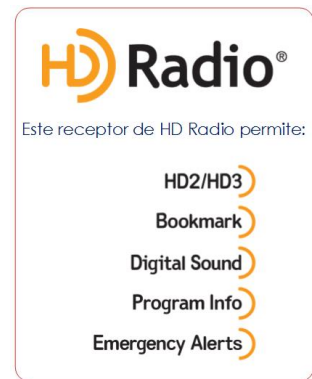 HD Radio®
Este receptor de HD Radio permite:
HD2/HD3
Bookmark
Digital Sound
Program Info
Emergency Alerts